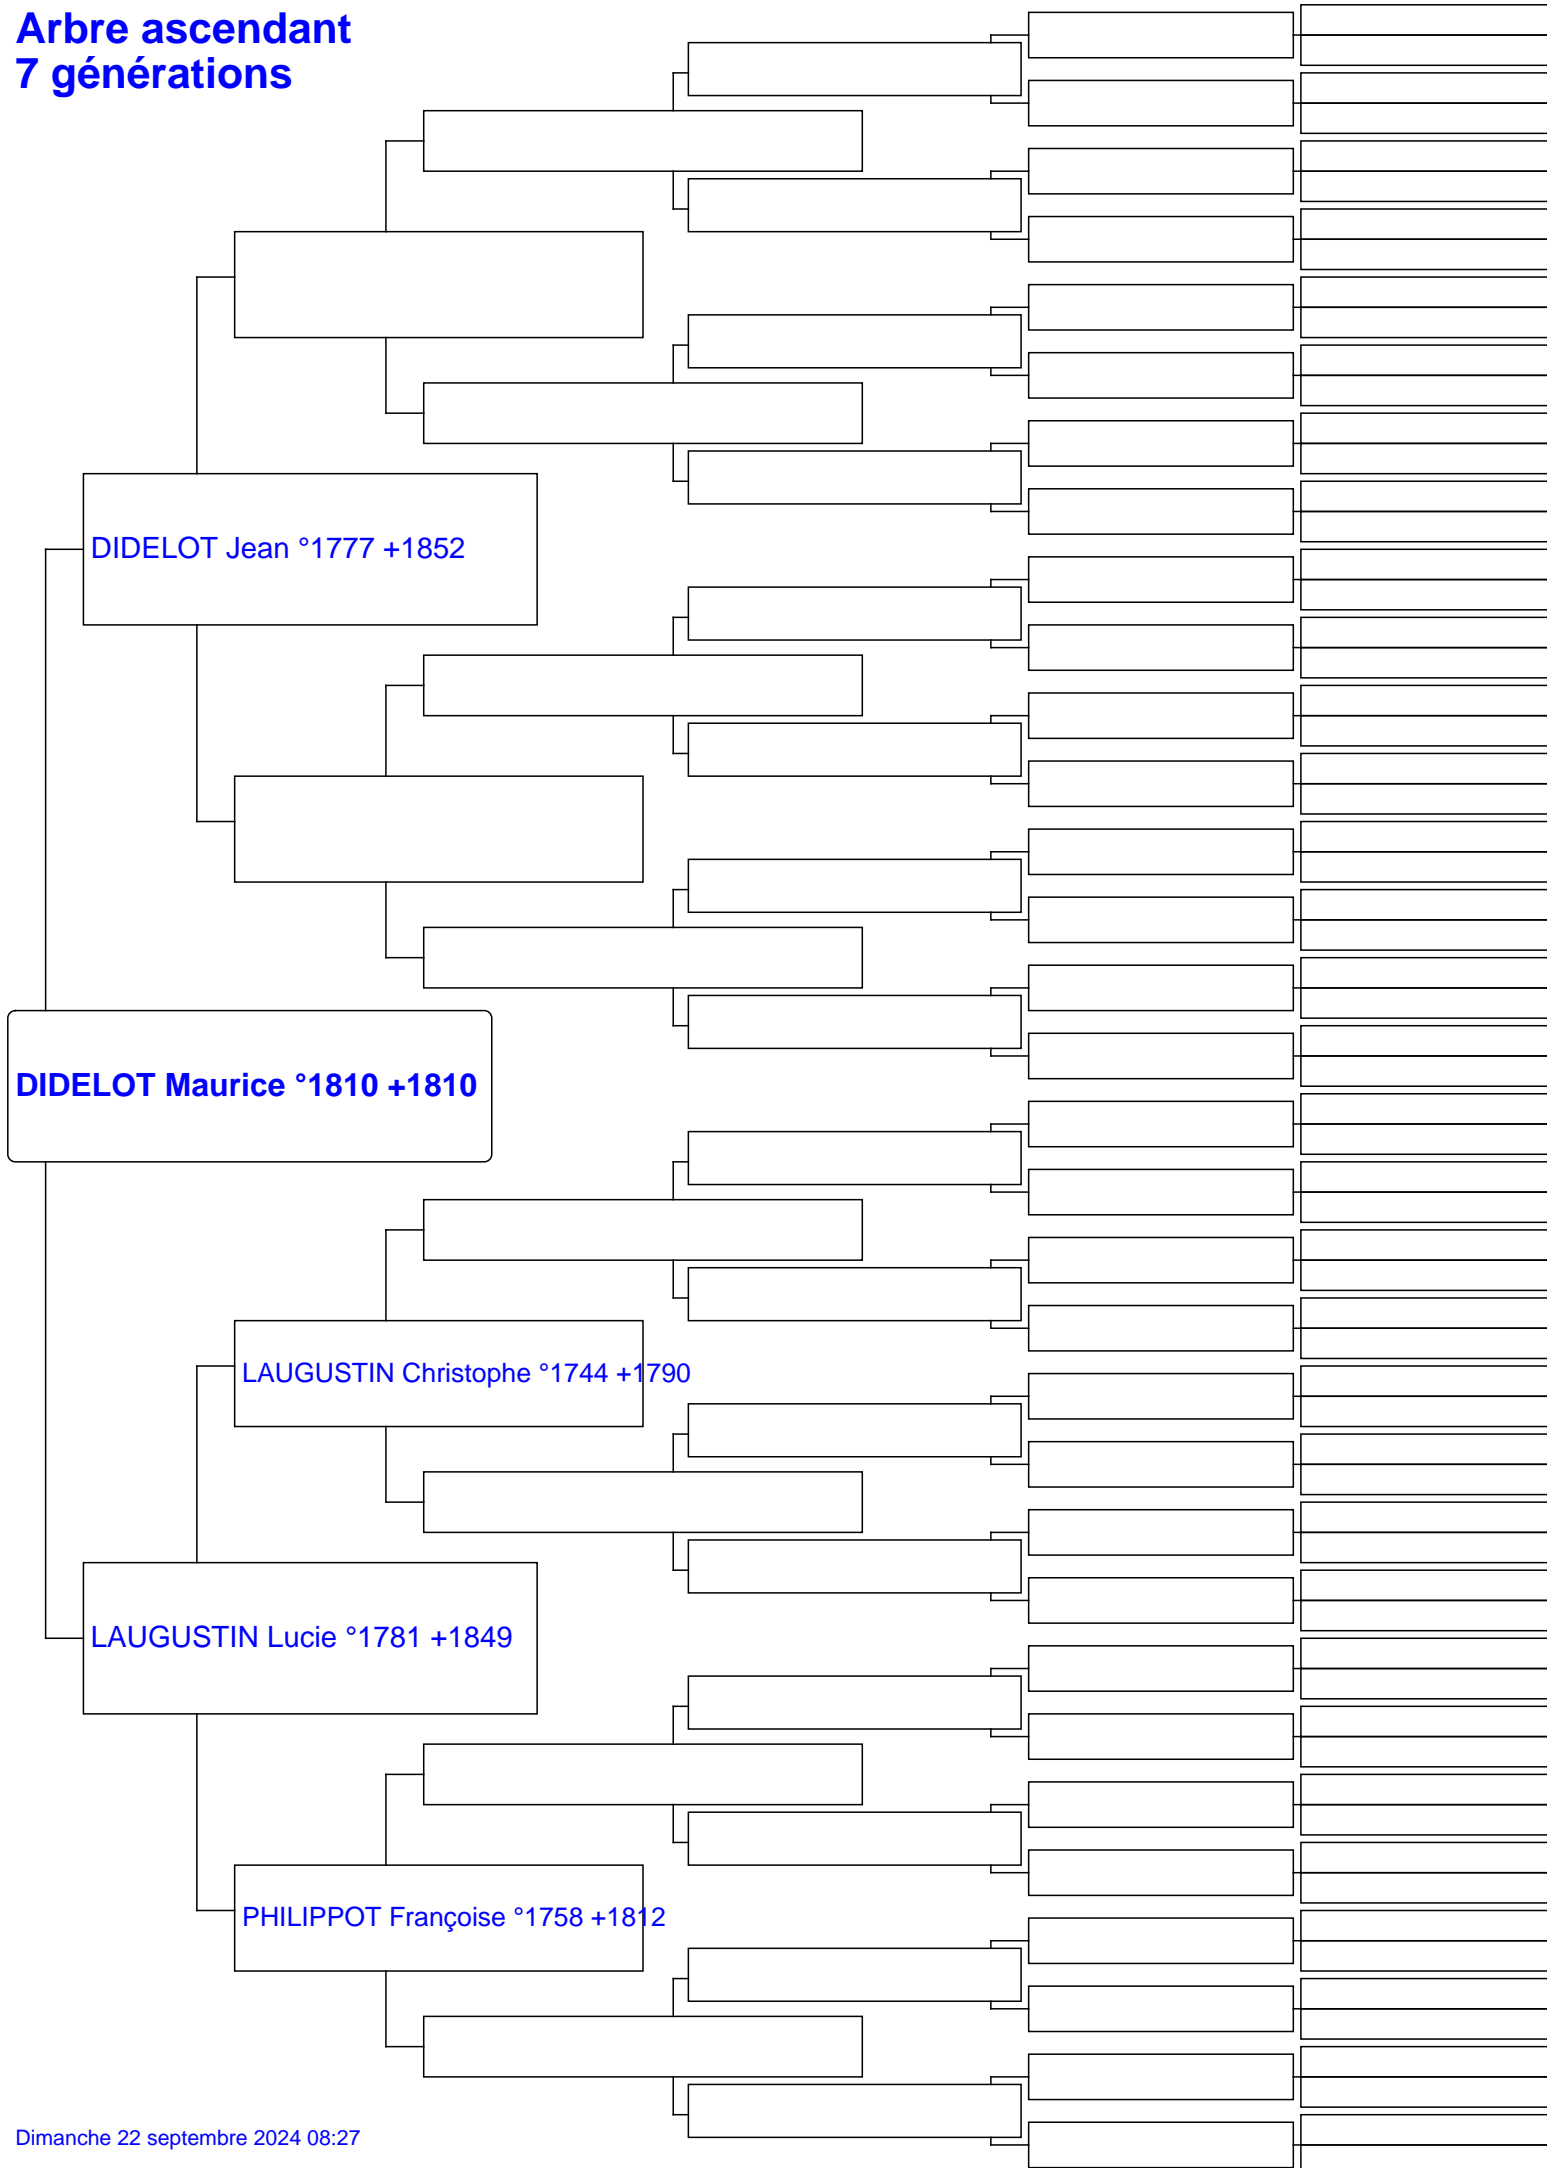 Arbre ascendant
7 générations
DIDELOT Jean °1777 +1852
DIDELOT Maurice °1810 +1810
LAUGUSTIN Christophe °1744 +1790
LAUGUSTIN Lucie °1781 +1849
PHILIPPOT Françoise °1758 +1812
Dimanche 22 septembre 2024 08:27